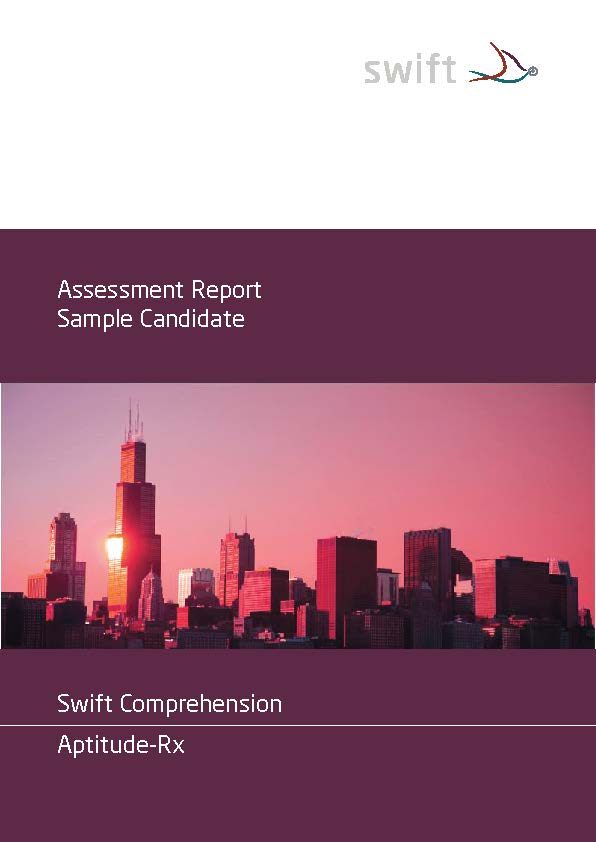 swift
Assessment Report
Sample Candidate
Swift Comprehension
Aptitude-Rx